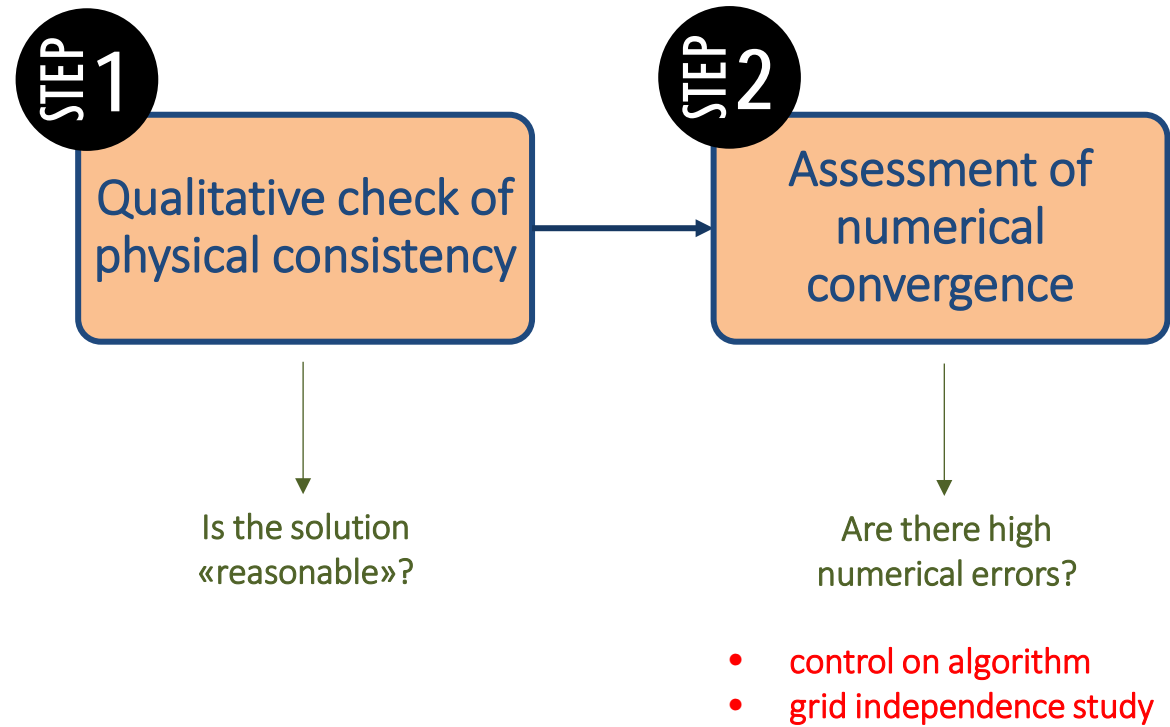 STEP 1
Qualitative check of
physical consistency
Is the solution
«reasonable»?
STEP 2
Assessment of
numerical
convergence
Are there high
numerical errors?
• control on algorithm
• grid independence study